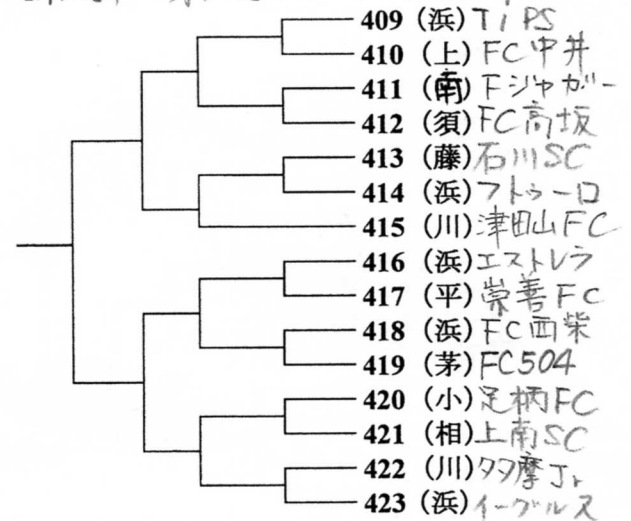 409 (浜) TiPS
410 (上) FC中井
411 (南) Fジャガー
412 (須) FC高坂
413 (藤) 石川SC
414 (浜) フトゥーロ
415 (川) 津田山FC
416 (浜) エストレラ
417 (平) 崇善FC
418 (浜) FC西柴
419 (茅) FC504
420 (小) 足柄FC
421 (相) 上南SC
422 (川) 多摩Jr
423 (浜) イーグルス